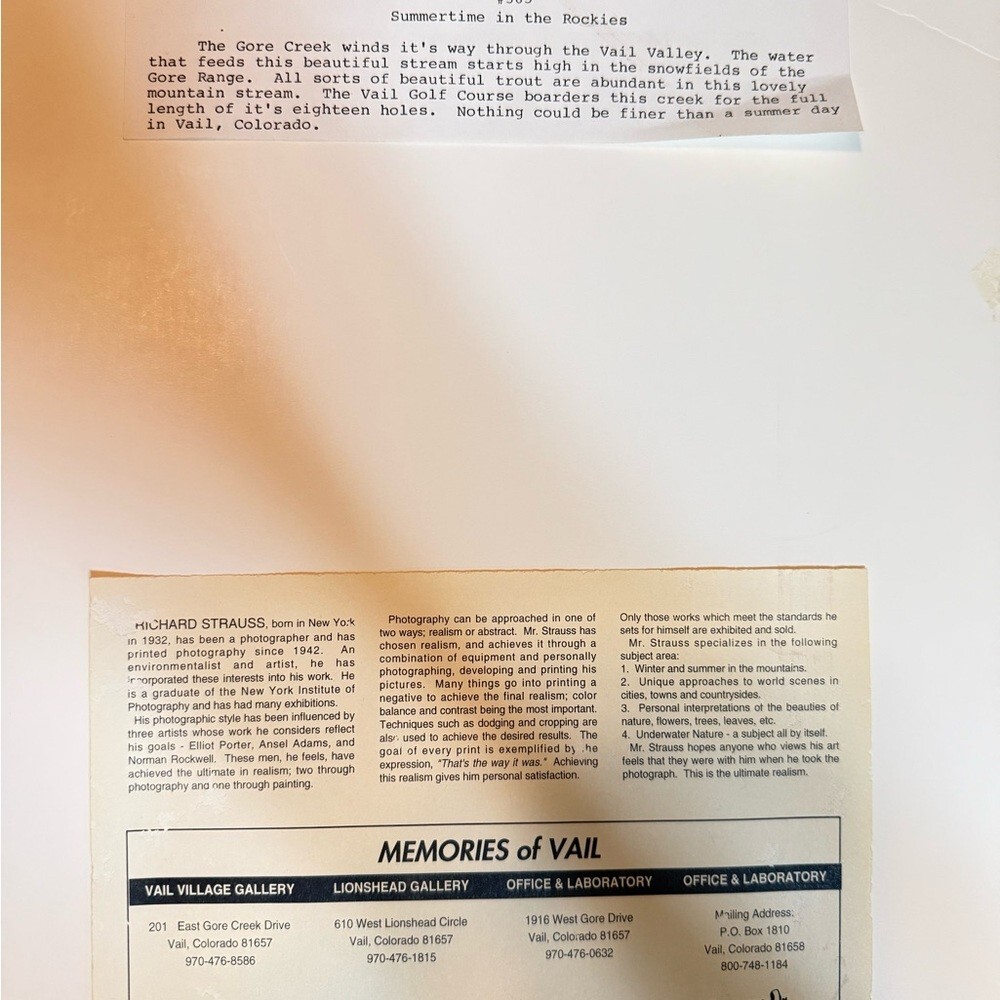 Summertime in the Rockies
The Gore Creek winds it's way through the Vail Valley. The water
that feeds this beautiful stream starts high in the snowfields of the
Gore Range. All sorts of beautiful trout are abundant in this lovely
mountain stream. The Vail Golf Course boarders this creek for the full
length of it's eighteen holes. Nothing could be finer than a summer day
in Vail, Colorado.
RICHARD STRAUSS, born in New York
in 1932, has been a photographer and has
printed photography since 1942. An
environmentalist and artist, he has
incorporated these interests into his work. He
is a graduate of the New York Institute of
Photography and has had many exhibitions.
His photographic style has been influenced by
three artists whose work he considers reflect
his goals - Elliot Porter, Ansel Adams, and
Norman Rockwell. These men, he feels, have
achieved the ultimate in realism; two through
photography and one through painting.
Photography can be approached in one of
two ways; realism or abstract. Mr. Strauss has
chosen realism, and achieves it through a
combination of equipment and personally
photographing, developing and printing his
pictures. Many things go into printing a
negative to achieve the final realism; color
balance and contrast being the most important.
Techniques such as dodging and cropping are
also used to achieve the desired results. The
goal of every print is exemplified by the
expression, "That's the way it was." Achieving
this realism gives him personal satisfaction.
Only those works which meet the standards he
sets for himself are exhibited and sold.
Mr. Strauss specializes in the following
subject area:
1. Winter and summer in the mountains.
2. Unique approaches to world scenes in
cities, towns and countrysides.
3. Personal interpretations of the beauties of
nature, flowers, trees, leaves, etc.
4. Underwater Nature - a subject all by itself.
Mr. Strauss hopes anyone who views his art
feels that they were with him when he took the
photograph. This is the ultimate realism.
MEMORIES of VAIL
VAIL VILLAGE GALLERY
201 East Gore Creek Drive
Vail, Colorado 81657
970-476-8586
LIONSHEAD GALLERY
610 West Lionshead Circle
Vail, Colorado 81657
970-476-1815
OFFICE & LABORATORY
1916 West Gore Drive
Vail, Colorado 81657
970-476-0632
OFFICE & LABORATORY
Mailing Address:
P.O. Box 1810
Vail, Colorado 81658
800-748-1184